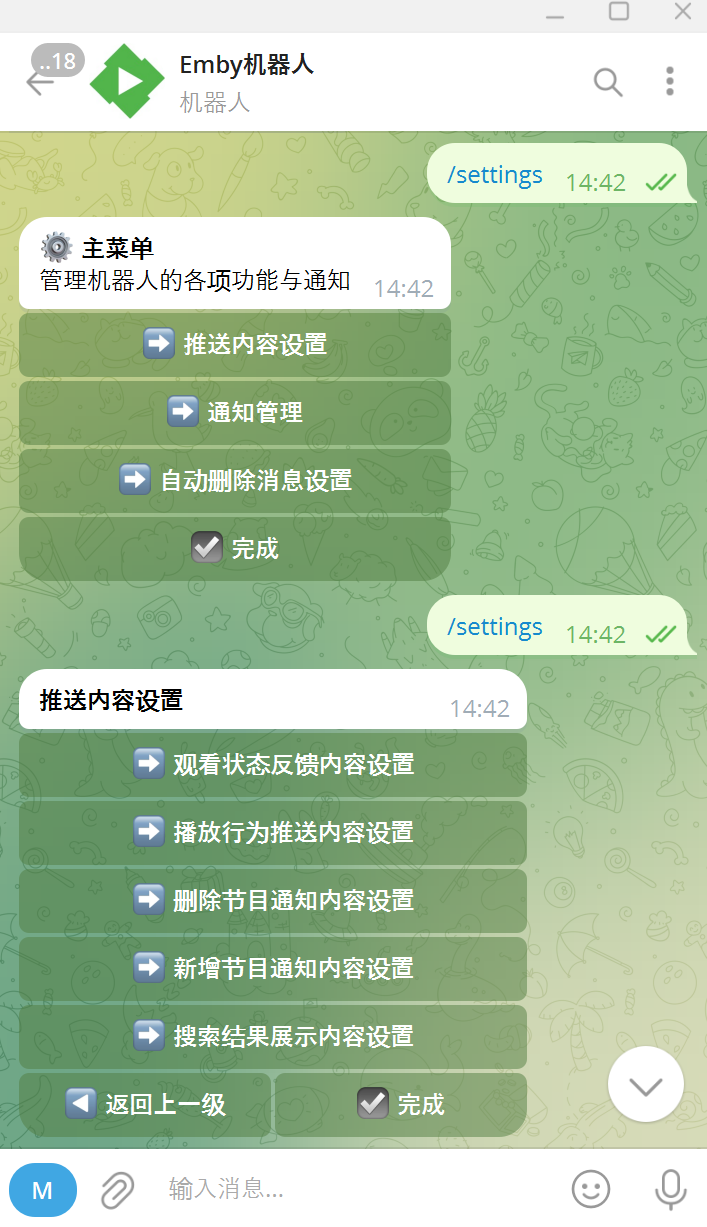 ..18
Emby机器人
机器人
/settings 14:42
主菜单
管理机器人的各项功能与通知 14:42
推送内容设置
通知管理
自动删除消息设置
完成
/settings 14:42
推送内容设置 14:42
观看状态反馈内容设置
播放行为推送内容设置
删除节目通知内容设置
新增节目通知内容设置
搜索结果展示内容设置
返回上一级 完成
M 输入消息...